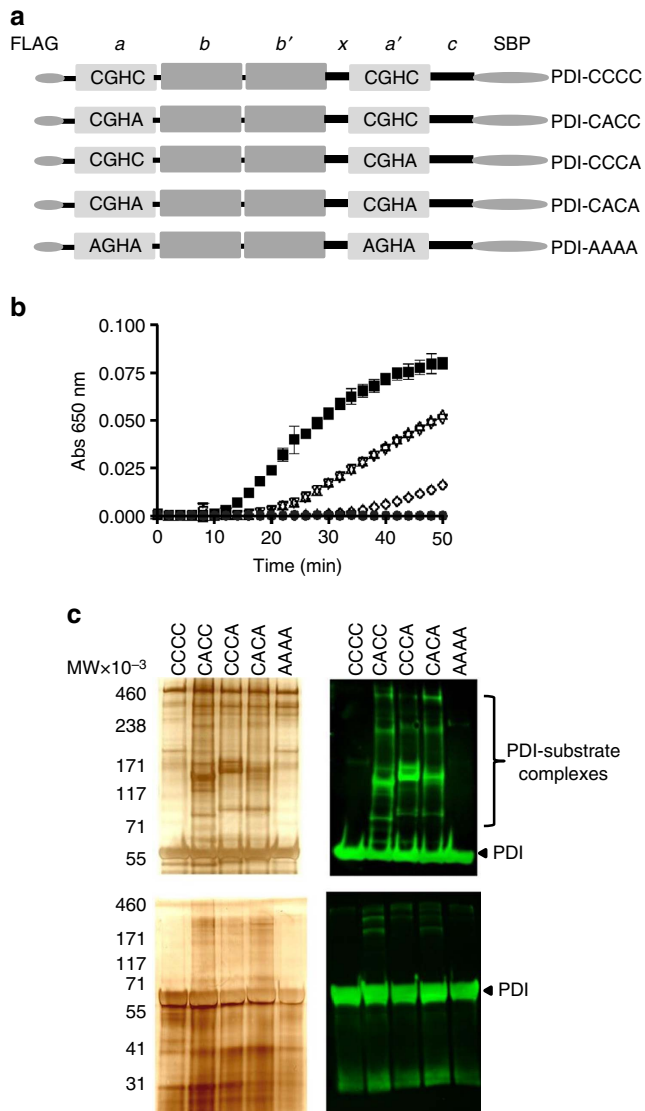 a
FLAG a b b′ x a′ c SBP
CGHC CGHC PDI-CCCC
CGHA CGHC PDI-CACC
CGHC CGHA PDI-CCCA
CGHA CGHA PDI-CACA
AGHA AGHA PDI-AAAA
b
Abs 650 nm
0.100
0.075
0.050
0.025
0.000
0 10 20 30 40 50
Time (min)
c
CCCC CACC CCCA CACA AAAA CCCC CACC CCCA CACA AAAA
MW×10⁻³
460
238
171
117
71
55
PDI-substrate
complexes
PDI
460
171
117
71
55
41
31
PDI